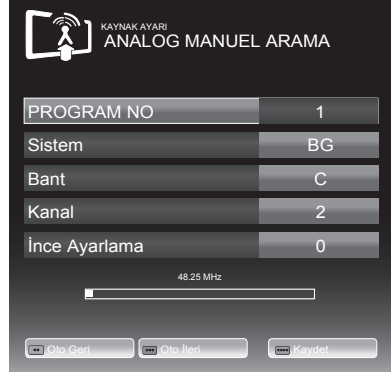 KAYNAK AYARI
ANALOG MANUEL ARAMA
PROGRAM NO 1
Sistem BG
Bant C
Kanal 2
İnce Ayarlama 0
48.25 MHz
Oto Geri Oto İleri Kaydet